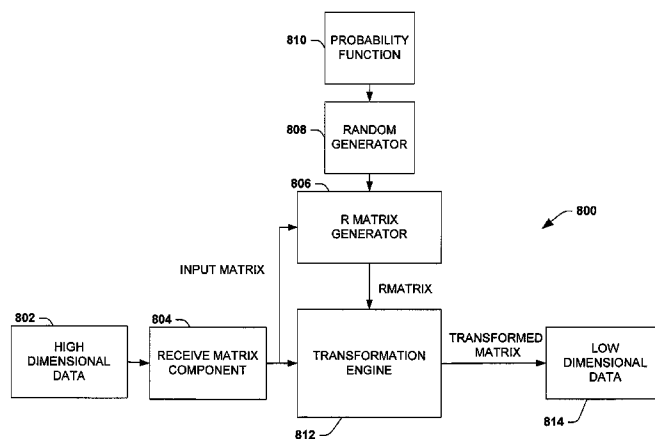 810
PROBABILITY
FUNCTION
808
RANDOM
GENERATOR
806
R MATRIX
GENERATOR
800
INPUT MATRIX
RMATRIX
802
HIGH
DIMENSIONAL
DATA
804
RECEIVE MATRIX
COMPONENT
TRANSFORMATION
ENGINE
812
TRANSFORMED
MATRIX
LOW
DIMENSIONAL
DATA
814